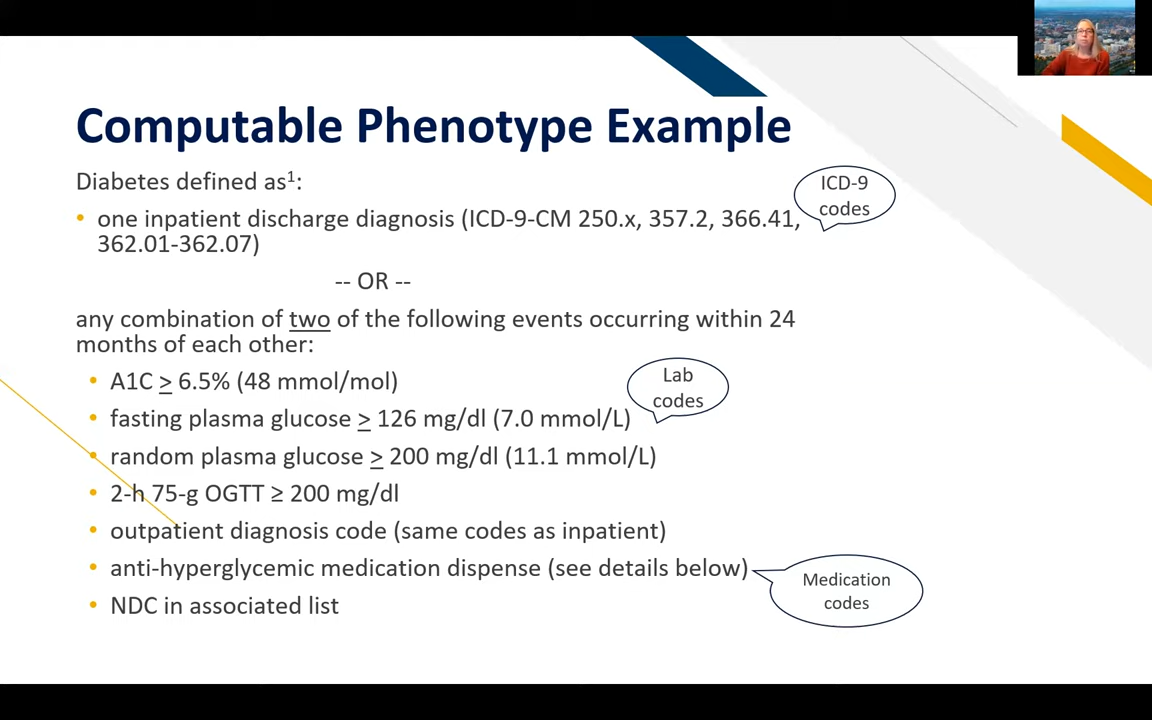 Computable Phenotype Example
Diabetes defined as¹:
• one inpatient discharge diagnosis (ICD-9-CM 250.x, 357.2, 366.41,
362.01-362.07)
ICD-9
codes
-- OR --
any combination of two of the following events occurring within 24
months of each other:
• A1C ≥ 6.5% (48 mmol/mol)
• fasting plasma glucose ≥ 126 mg/dl (7.0 mmol/L)
Lab
codes
• random plasma glucose ≥ 200 mg/dl (11.1 mmol/L)
• 2-h 75-g OGTT ≥ 200 mg/dl
• outpatient diagnosis code (same codes as inpatient)
• anti-hyperglycemic medication dispense (see details below)
Medication
codes
• NDC in associated list